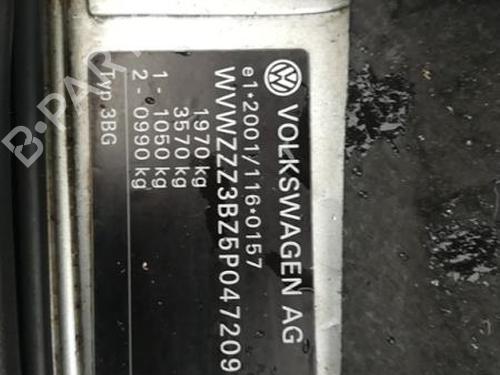 VOLKSWAGEN AG
e1*2001/116*0157
WVWZZZ3BZ5P047209
1970 kg
3570 kg
1 - 1050 kg
2 - 0990 kg
Typ 3BG
B-PARTS